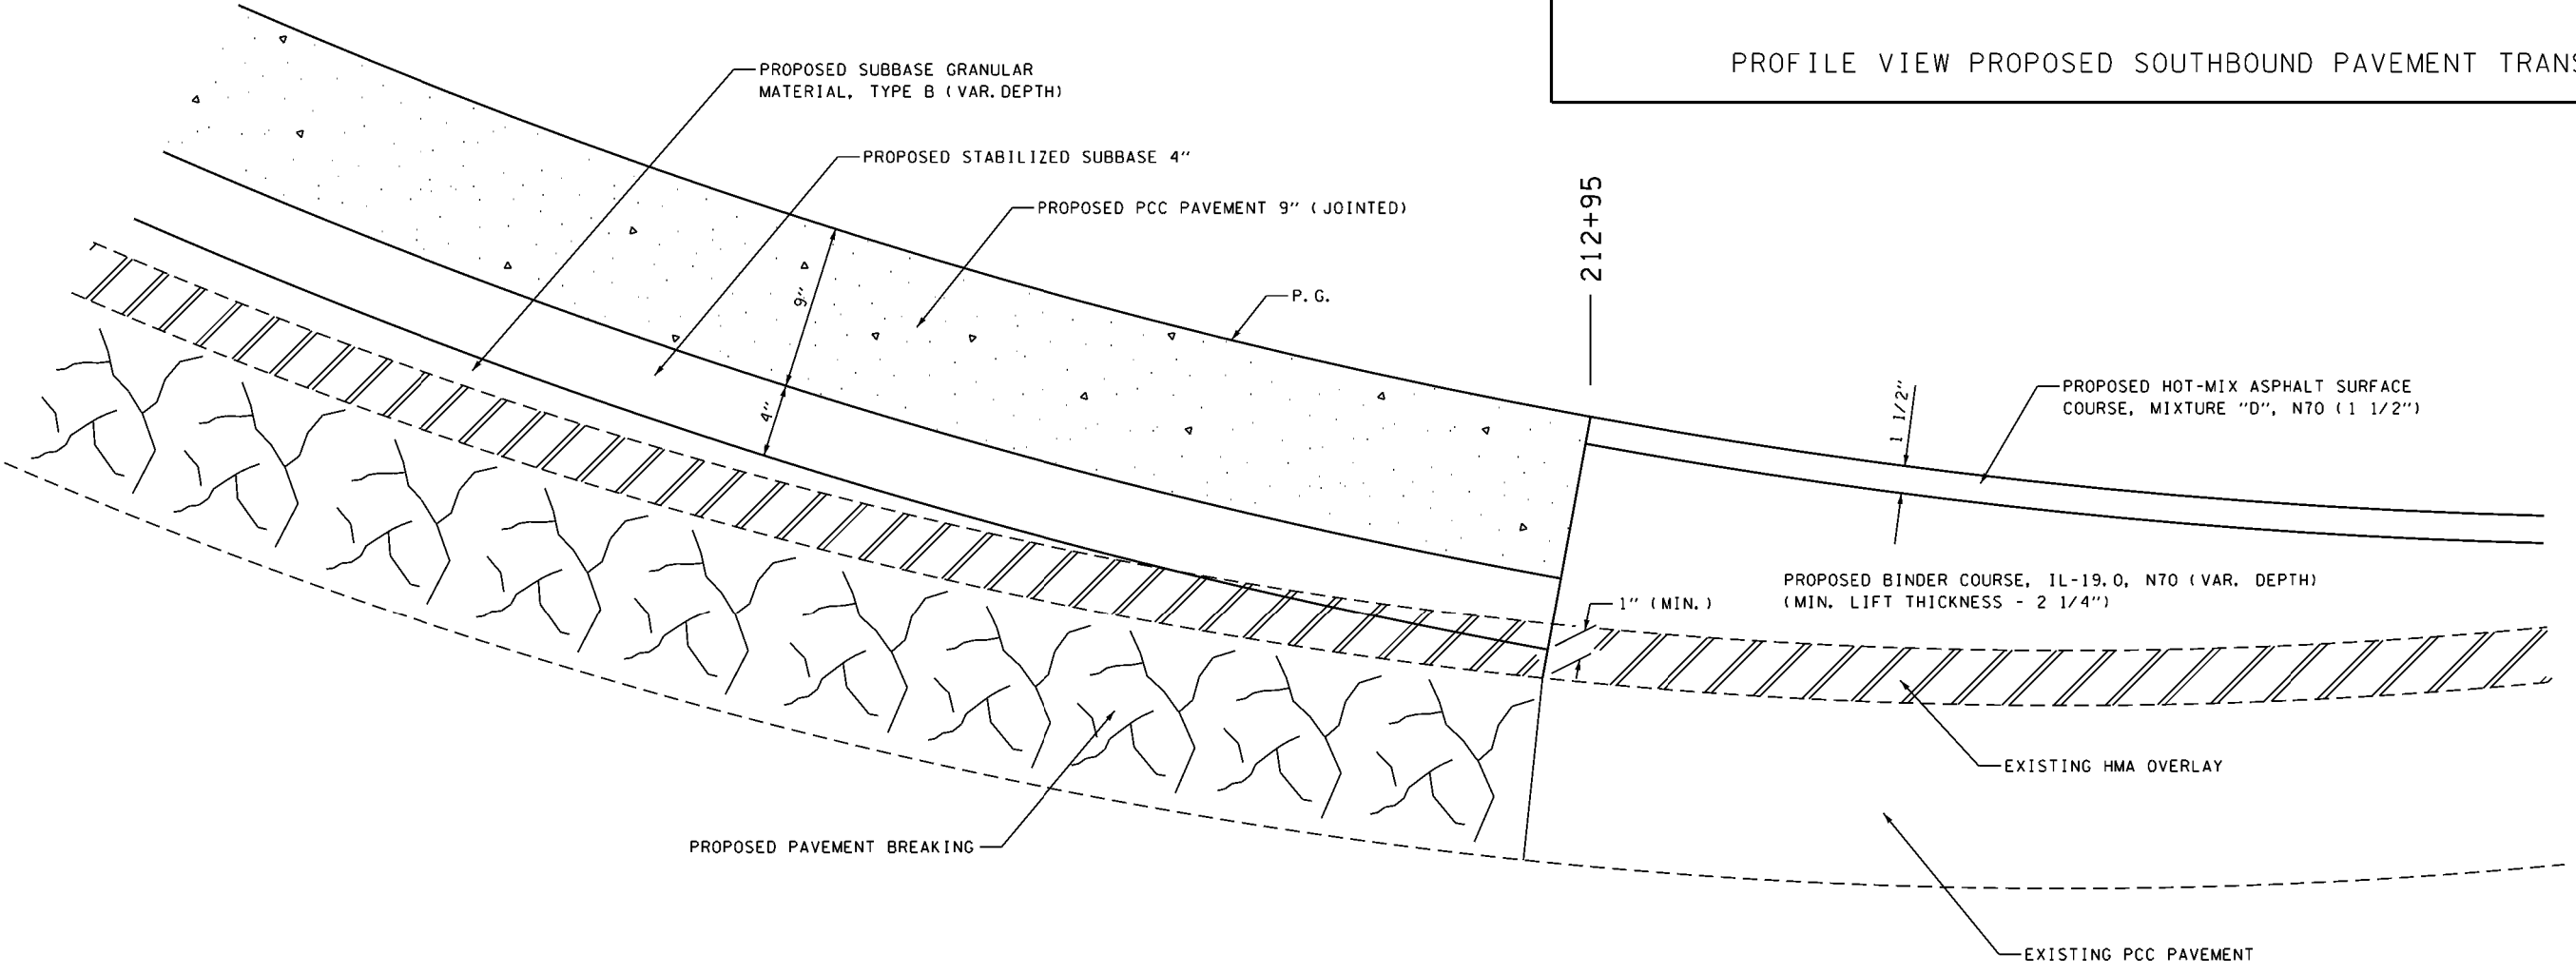 PROFILE VIEW PROPOSED SOUTHBOUND PAVEMENT TRANS
PROPOSED SUBBASE GRANULAR
MATERIAL, TYPE B (VAR. DEPTH)
PROPOSED STABILIZED SUBBASE 4"
PROPOSED PCC PAVEMENT 9" (JOINTED)
212+95
9"
P.G.
4"
1 1/2"
PROPOSED HOT-MIX ASPHALT SURFACE
COURSE, MIXTURE "D", N70 (1 1/2")
PROPOSED BINDER COURSE, IL-19.0, N70 (VAR. DEPTH)
(MIN. LIFT THICKNESS - 2 1/4")
1" (MIN.)
EXISTING HMA OVERLAY
PROPOSED PAVEMENT BREAKING
EXISTING PCC PAVEMENT